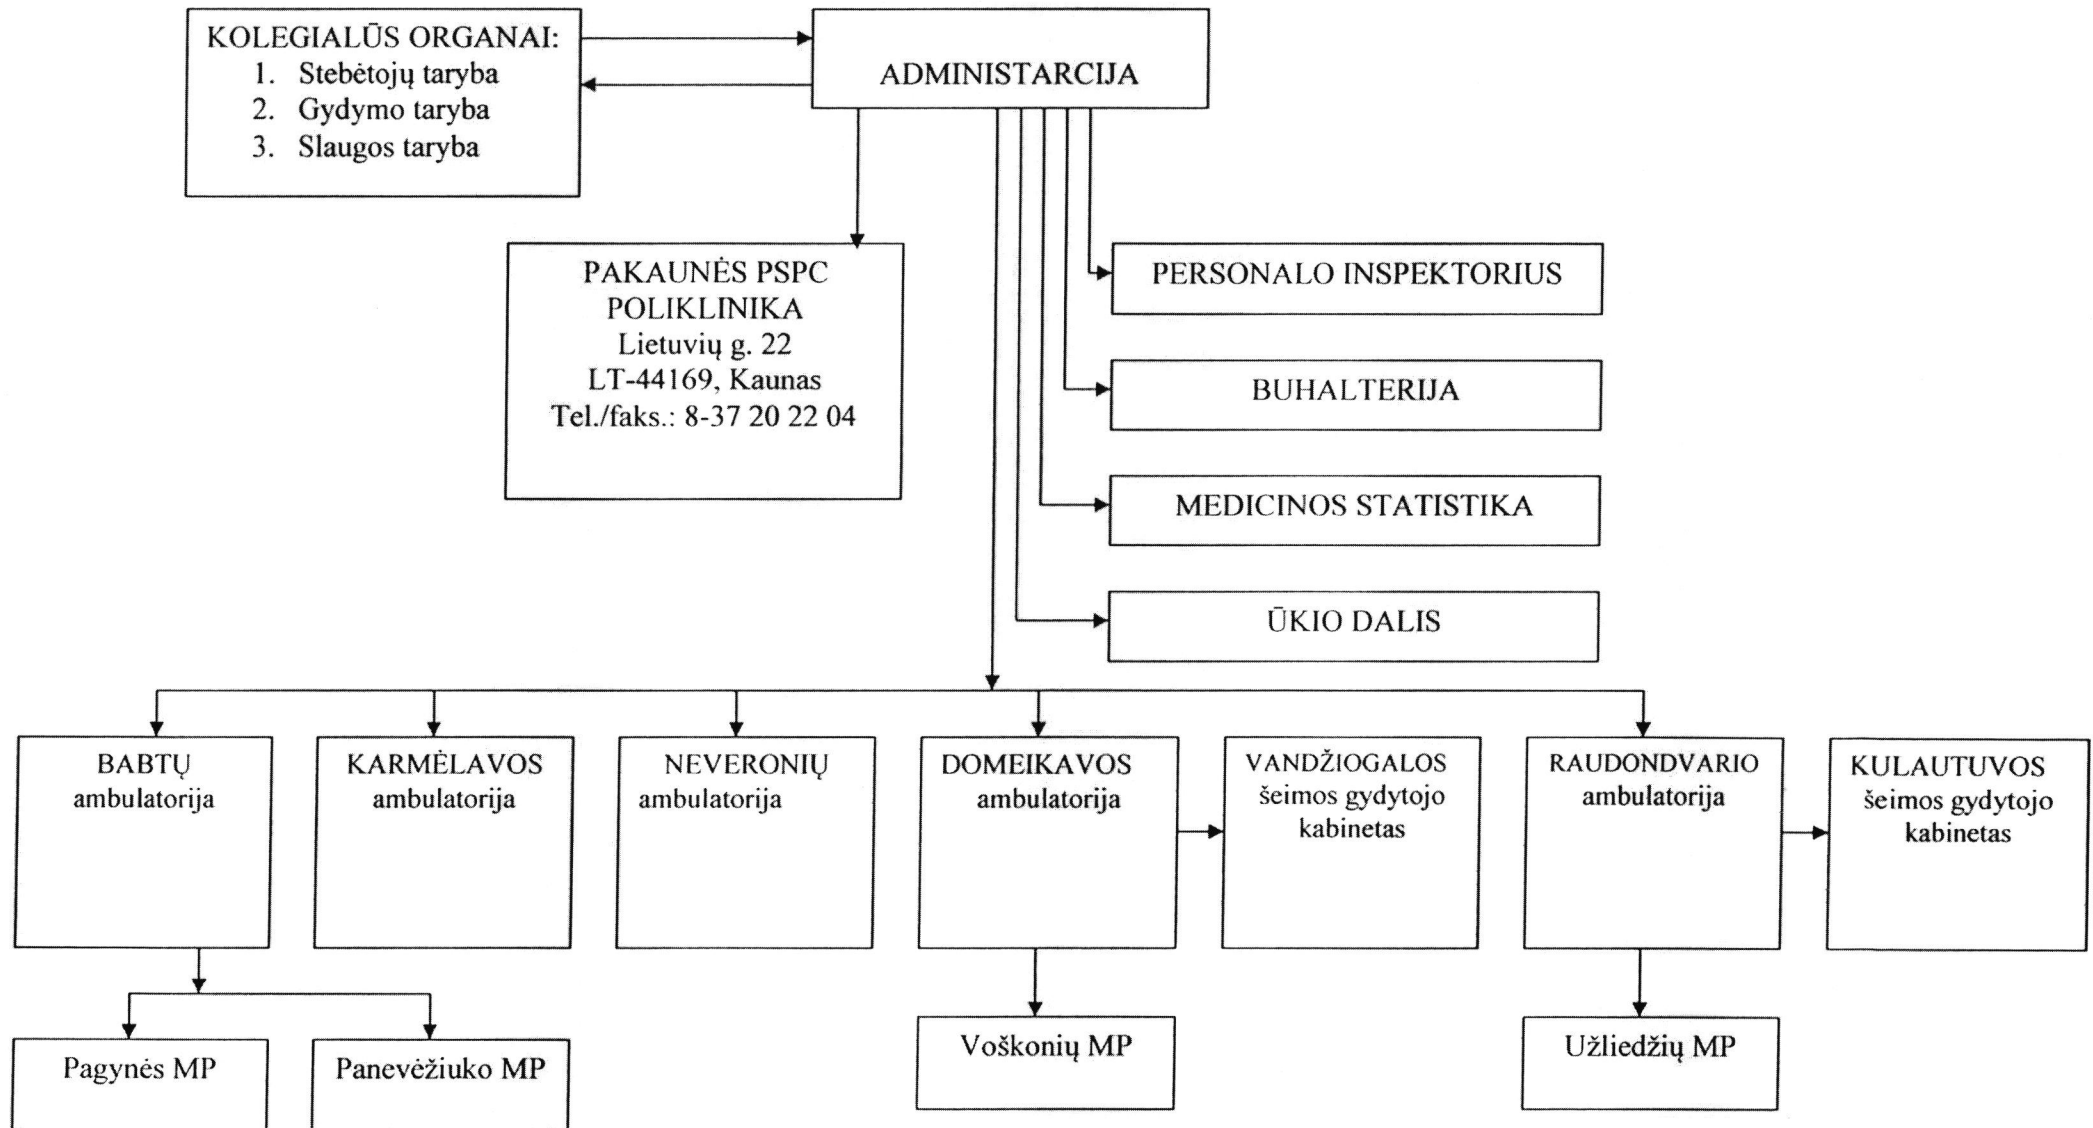 KOLEGIALŪS ORGANAI:
1. Stebėtojų taryba
2. Gydymo taryba
3. Slaugos taryba
ADMINISTARCIJA
PAKAUNĖS PSPC
POLIKLINIKA
Lietuvių g. 22
LT-44169, Kaunas
Tel./faks.: 8-37 20 22 04
PERSONALO INSPEKTORIUS
BUHALTERIJA
MEDICINOS STATISTIKA
ŪKIO DALIS
BABTŲ
ambulatorija
KARMĖLAVOS
ambulatorija
NEVERONIŲ
ambulatorija
DOMEIKAVOS
ambulatorija
VANDŽIOGALOS
šeimos gydytojo
kabinetas
RAUDONDVARIO
ambulatorija
KULAUTUVOS
šeimos gydytojo
kabinetas
Pagynės MP
Panevėžiuko MP
Voškonių MP
Užliedžių MP